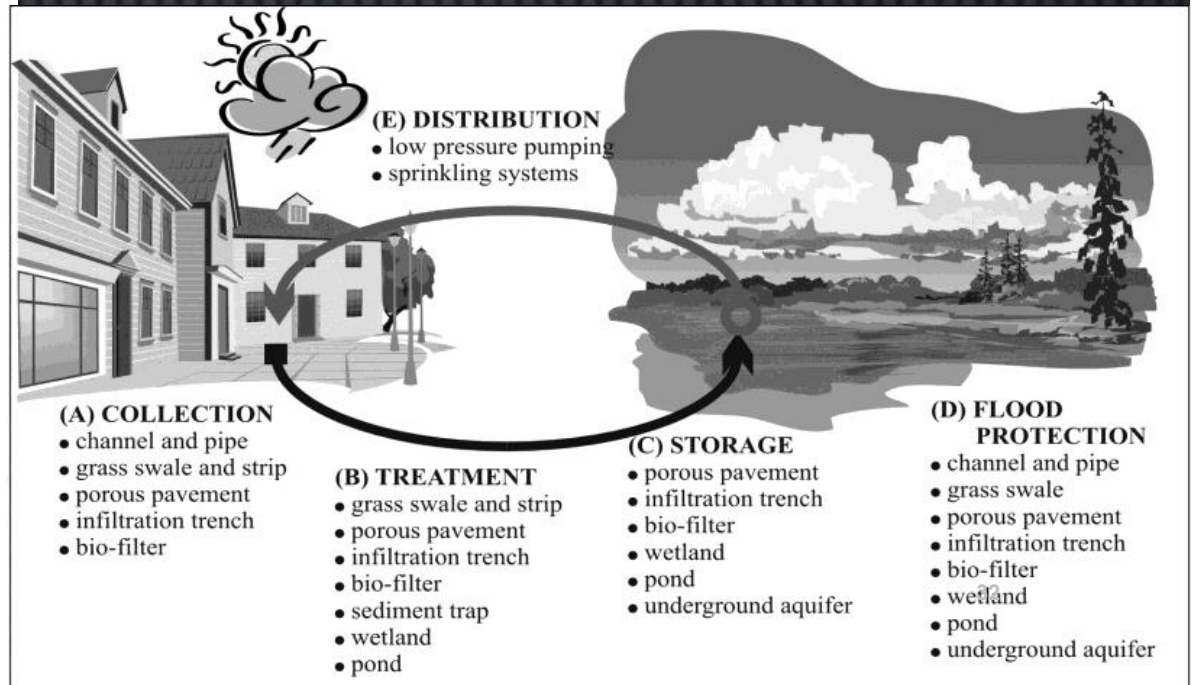 (E) DISTRIBUTION
• low pressure pumping
• sprinkling systems
(A) COLLECTION
• channel and pipe
• grass swale and strip
• porous pavement
• infiltration trench
• bio-filter
(B) TREATMENT
• grass swale and strip
• porous pavement
• infiltration trench
• bio-filter
• sediment trap
• wetland
• pond
(C) STORAGE
• porous pavement
• infiltration trench
• bio-filter
• wetland
• pond
• underground aquifer
(D) FLOOD
PROTECTION
• channel and pipe
• grass swale
• porous pavement
• infiltration trench
• bio-filter
• wetland
• pond
• underground aquifer
32